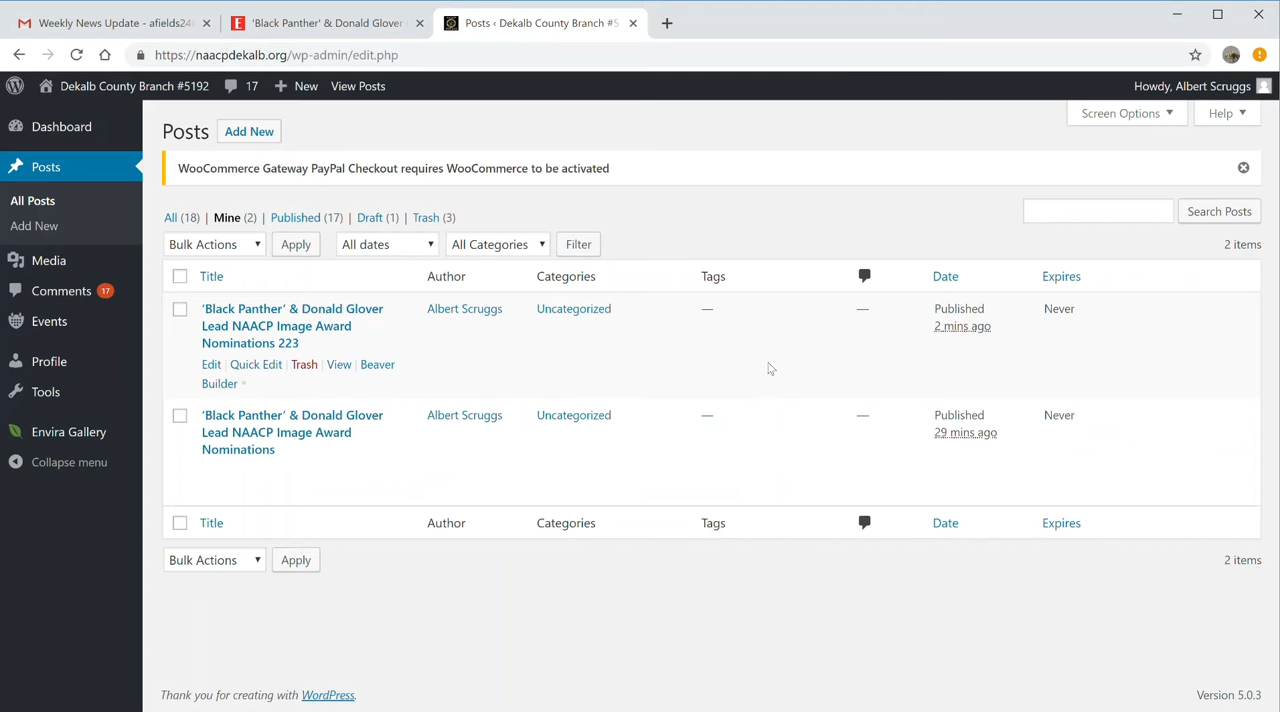 Weekly News Update - afields24
'Black Panther' & Donald Glover
Posts ‹ Dekalb County Branch #5
https://naacpdekalb.org/wp-admin/edit.php
Dekalb County Branch #5192 17 New View Posts Howdy, Albert Scruggs
Dashboard
Posts
All Posts
Add New
Media
Comments 17
Events
Profile
Tools
Envira Gallery
Collapse menu
Screen Options Help
Posts Add New
WooCommerce Gateway PayPal Checkout requires WooCommerce to be activated
All (18) | Mine (2) | Published (17) | Draft (1) | Trash (3)
Search Posts
Bulk Actions Apply All dates All Categories Filter 2 items
Title Author Categories Tags Date Expires
‘Black Panther’ & Donald Glover Albert Scruggs Uncategorized — — Published Never
Lead NAACP Image Award 2 mins ago
Nominations 223
Edit | Quick Edit | Trash | View | Beaver
Builder
‘Black Panther’ & Donald Glover Albert Scruggs Uncategorized — — Published Never
Lead NAACP Image Award 29 mins ago
Nominations
Title Author Categories Tags Date Expires
Bulk Actions Apply 2 items
Thank you for creating with WordPress. Version 5.0.3